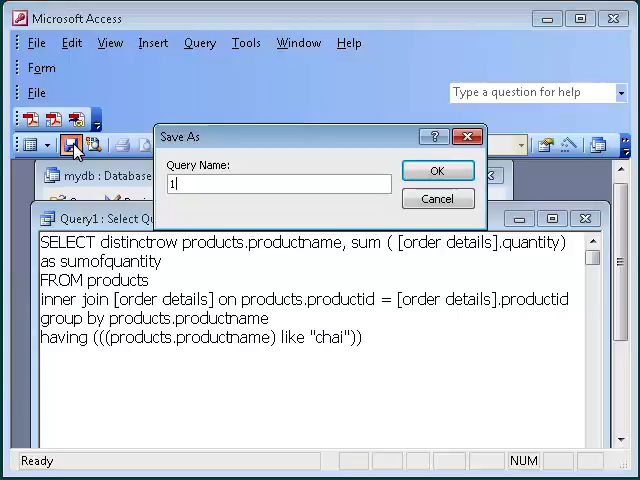 Microsoft Access
File Edit View Insert Query Tools Window Help
Form
File
Type a question for help
Save As
Query Name:
1
OK
Cancel
mydb : Database
Query1 : Select Qu
SELECT distinctrow products.productname, sum ( [order details].quantity)
as sumofquantity
FROM products
inner join [order details] on products.productid = [order details].productid
group by products.productname
having (((products.productname) like "chai"))
Ready
NUM